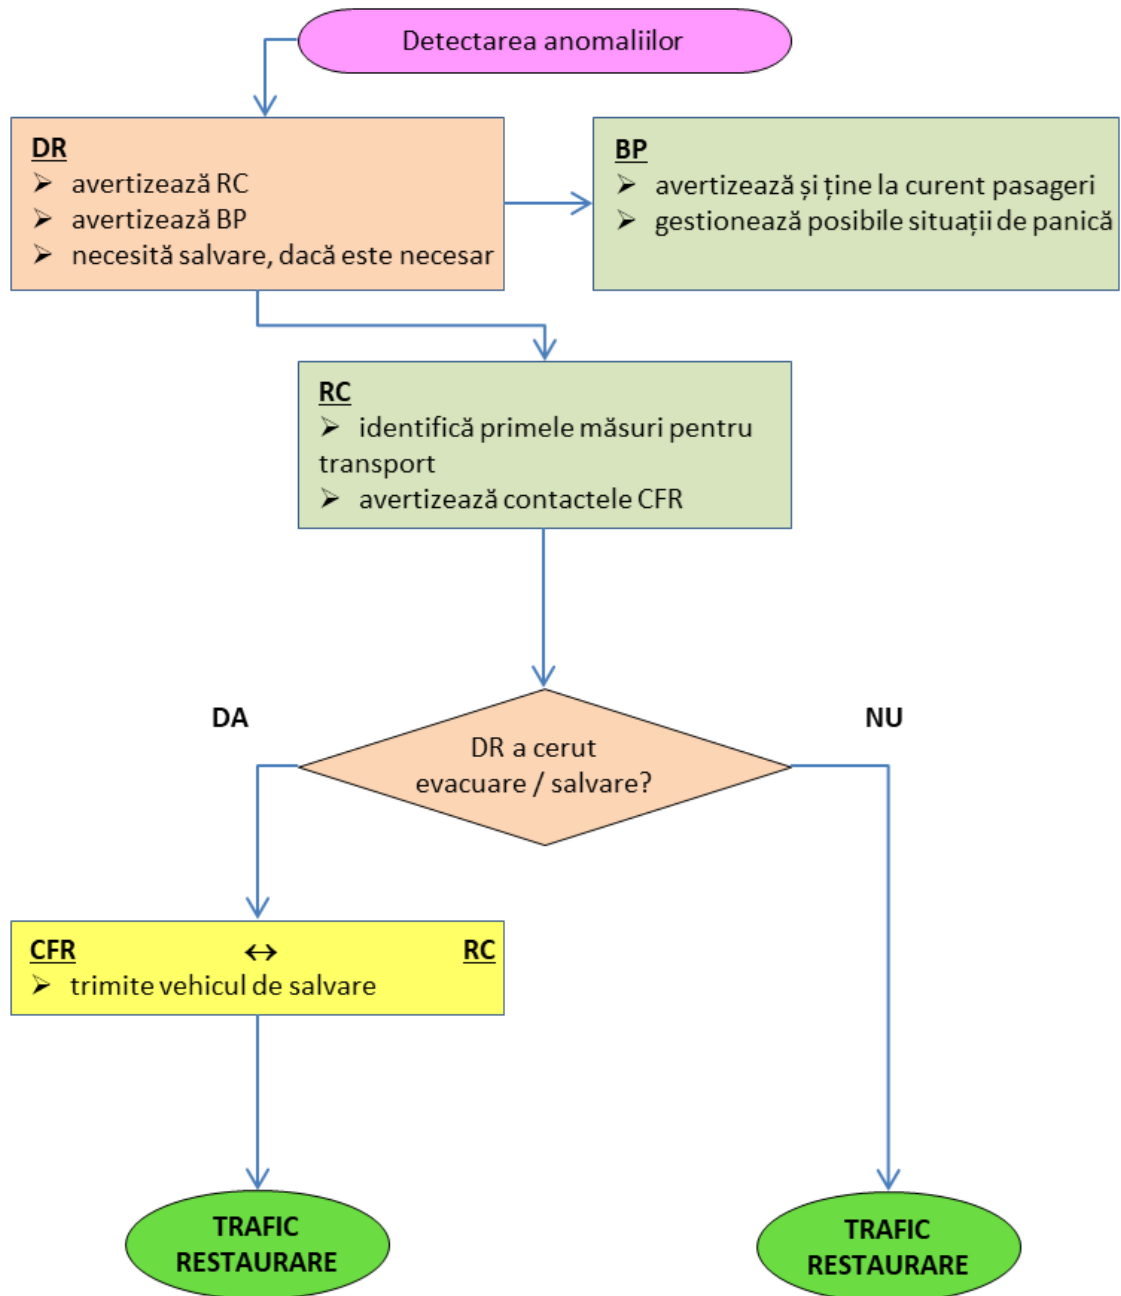 Detectarea anomaliilor
DR
➢ avertizează RC
➢ avertizează BP
➢ necesită salvare, dacă este necesar
BP
➢ avertizează și ține la curent pasageri
➢ gestionează posibile situații de panică
RC
➢ identifică primele măsuri pentru
transport
➢ avertizează contactele CFR
DA
NU
DR a cerut
evacuare / salvare?
CFR ↔ RC
➢ trimite vehicul de salvare
TRAFIC
RESTAURARE
TRAFIC
RESTAURARE